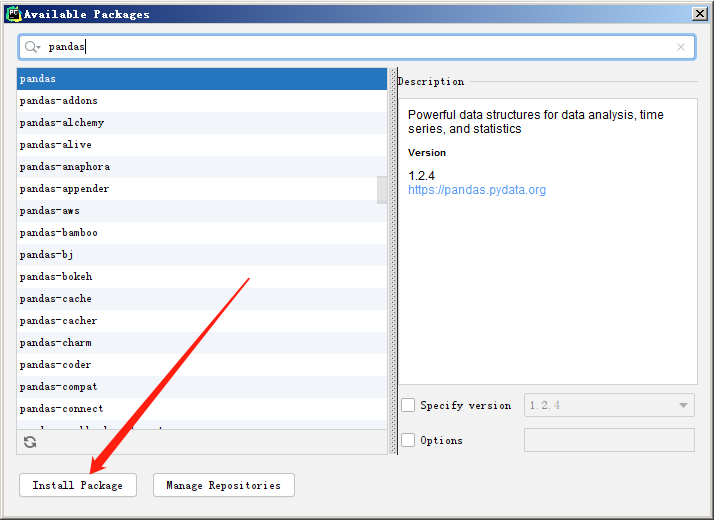 PC
Available Packages
pandas
pandas
pandas-addons
pandas-alchemy
pandas-alive
pandas-anaphora
pandas-appender
pandas-aws
pandas-bamboo
pandas-bj
pandas-bokeh
pandas-cache
pandas-cacher
pandas-charm
pandas-coder
pandas-compat
pandas-connect
Description
Powerful data structures for data analysis, time
series, and statistics
Version
1.2.4
https://pandas.pydata.org
Specify version
1.2.4
Options
Install Package
Manage Repositories